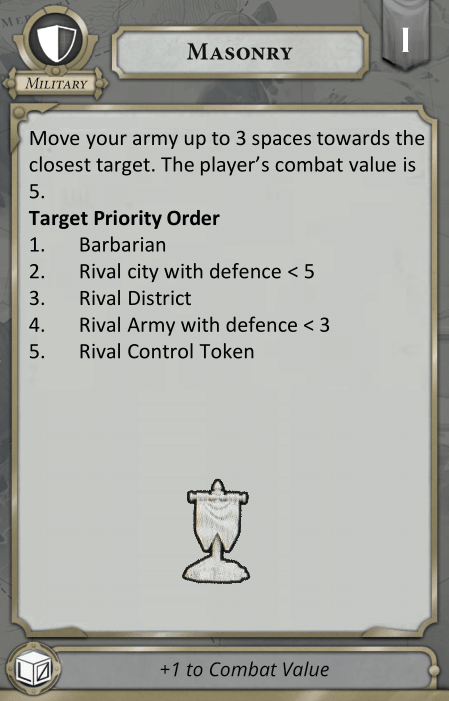 I
MASONRY
MILITARY
Move your army up to 3 spaces towards the
closest target. The player's combat value is
5.
Target Priority Order
1. Barbarian
2. Rival city with defence < 5
3. Rival District
4. Rival Army with defence < 3
5. Rival Control Token
+1 to Combat Value